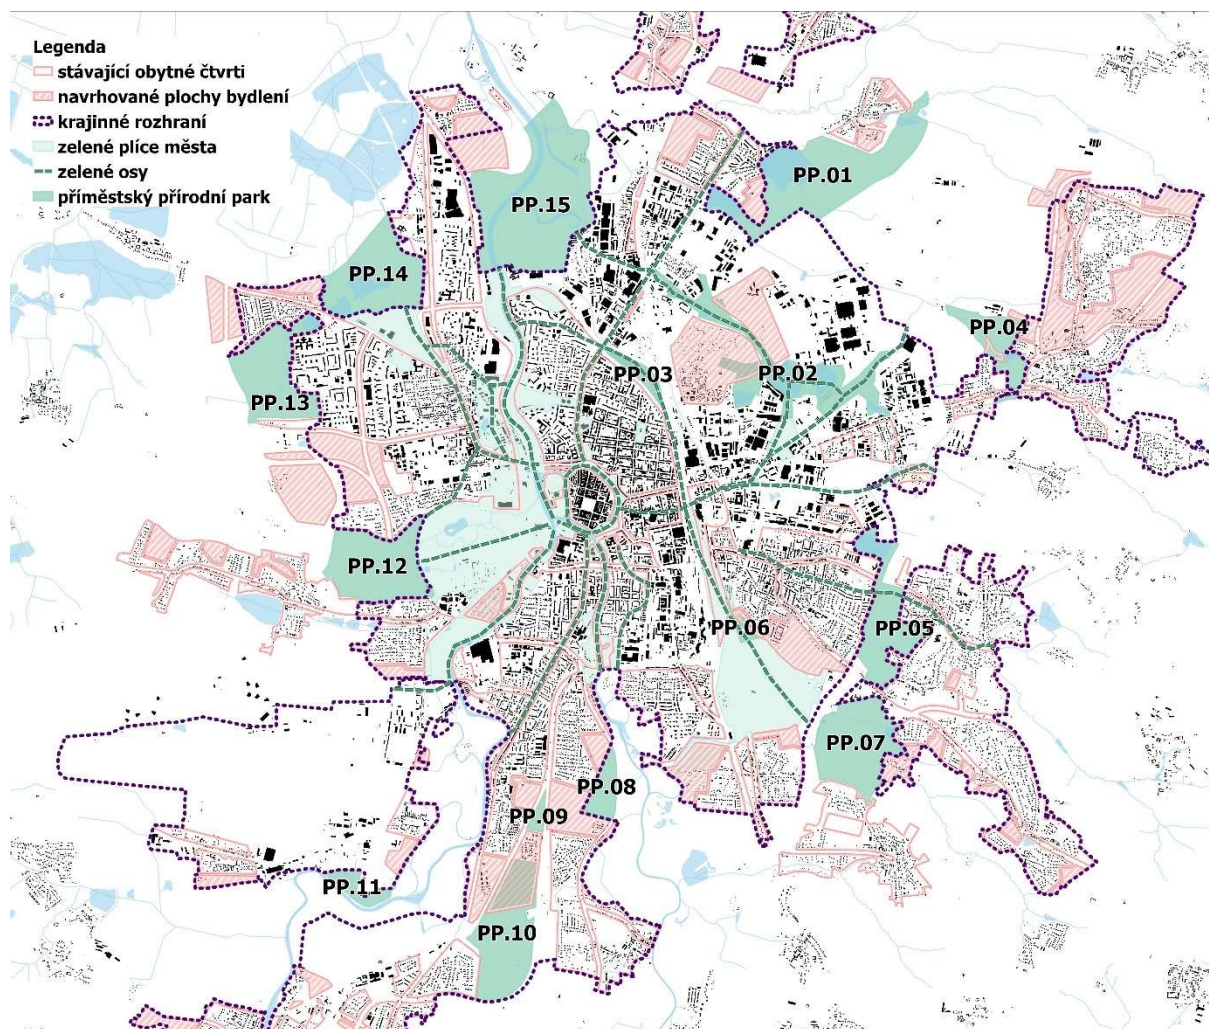 Legenda
stávající obytné čtvrti
navrhované plochy bydlení
krajinné rozhraní
zelené plíce města
zelené osy
příměstský přírodní park
PP.01
PP.15
PP.14
PP.04
PP.03
PP.02
PP.13
PP.12
PP.06
PP.05
PP.07
PP.08
PP.09
PP.11
PP.10